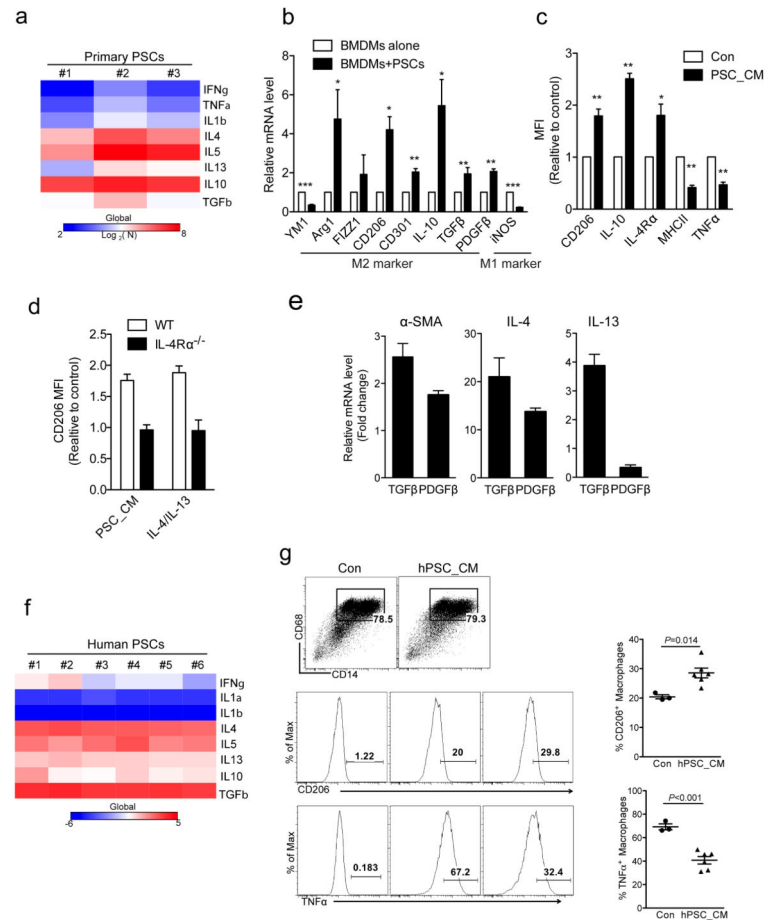 a
Primary PSCs
#1 #2 #3
IFNg
TNFa
IL1b
IL4
IL5
IL13
IL10
TGFb
Global
2 Log2(N) 8
b
BMDMs alone
BMDMs+PSCs
Relative mRNA level
8
6
4
2
0
*** * * ** * ** ** ***
YM1 Arg1 FIZZ1 CD206 CD301 IL-10 TGFβ PDGFβ iNOS
M2 marker M1 marker
c
Con
PSC_CM
MFI
(Realtive to control)
3
2
1
0
** ** * ** **
CD206 IL-10 IL-4Rα MHCII TNFα
d
WT
IL-4Rα-/-
CD206 MFI
(Realtive to control)
2.5
2.0
1.5
1.0
0.5
0.0
PSC_CM IL-4/IL-13
e
α-SMA IL-4 IL-13
Relative mRNA level
(Fold change)
3
2
1
0
30
20
10
0
5
4
3
2
1
0
TGFβ PDGFβ TGFβ PDGFβ TGFβ PDGFβ
f
Human PSCs
#1 #2 #3 #4 #5 #6
IFNg
IL1a
IL1b
IL4
IL5
IL13
IL10
TGFb
Global
-6 5
g
Con hPSC_CM
CD68
78.5 79.3
CD14
% of Max
1.22 20 29.8
CD206
% of Max
0.183 67.2 32.4
TNFα
P=0.014
% CD206+ Macrophages
40
30
20
10
0
Con hPSC_CM
P<0.001
% TNFα+ Macrophages
100
80
60
40
20
0
Con hPSC_CM